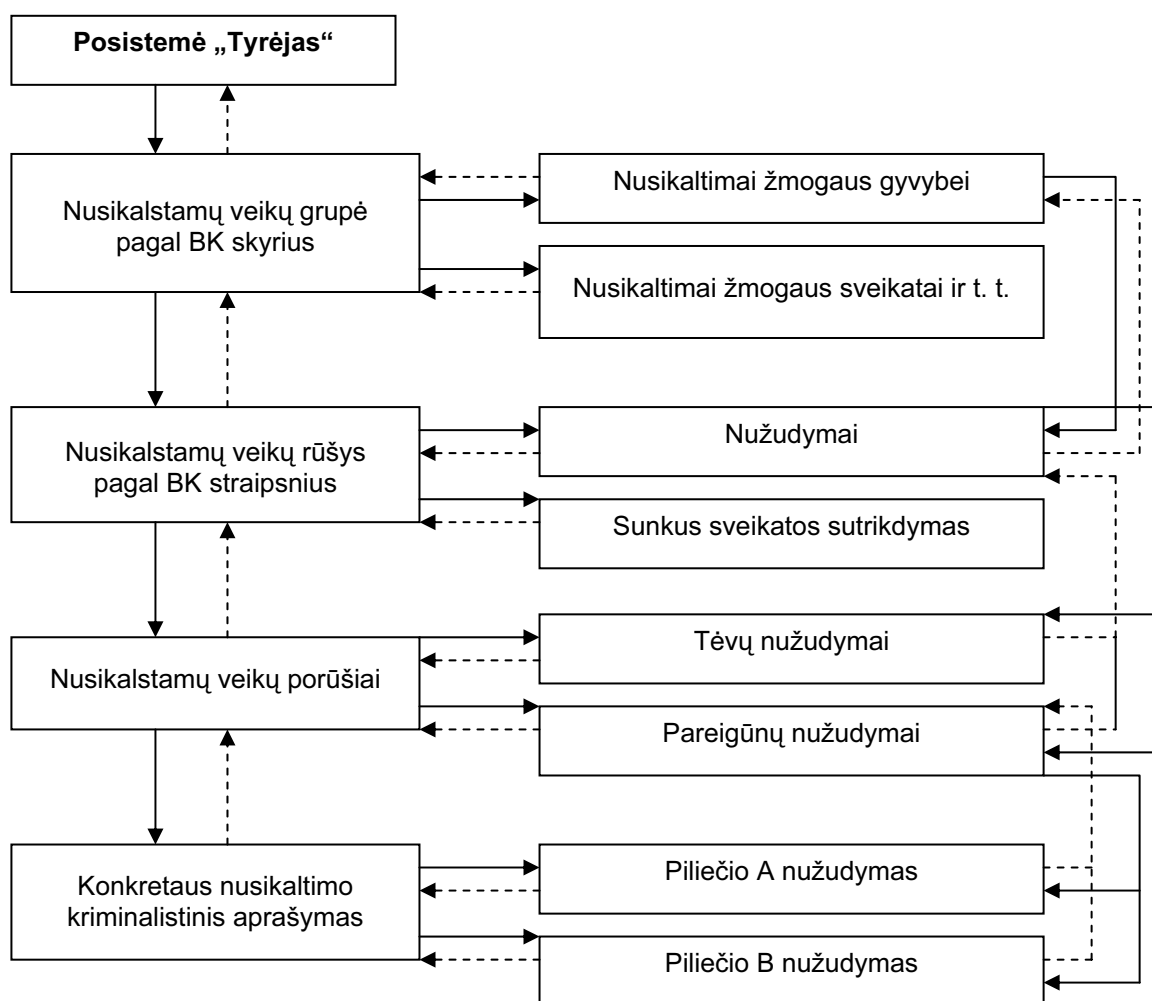 Posistemė „Tyrėjas“
Nusikalstamų veikų grupė
pagal BK skyrius
Nusikaltimai žmogaus gyvybei
Nusikaltimai žmogaus sveikatai ir t. t.
Nusikalstamų veikų rūšys
pagal BK straipsnius
Nužudymai
Sunkus sveikatos sutrikdymas
Nusikalstamų veikų porūšiai
Tėvų nužudymai
Pareigūnų nužudymai
Konkretaus nusikaltimo
kriminalistinis aprašymas
Piliečio A nužudymas
Piliečio B nužudymas